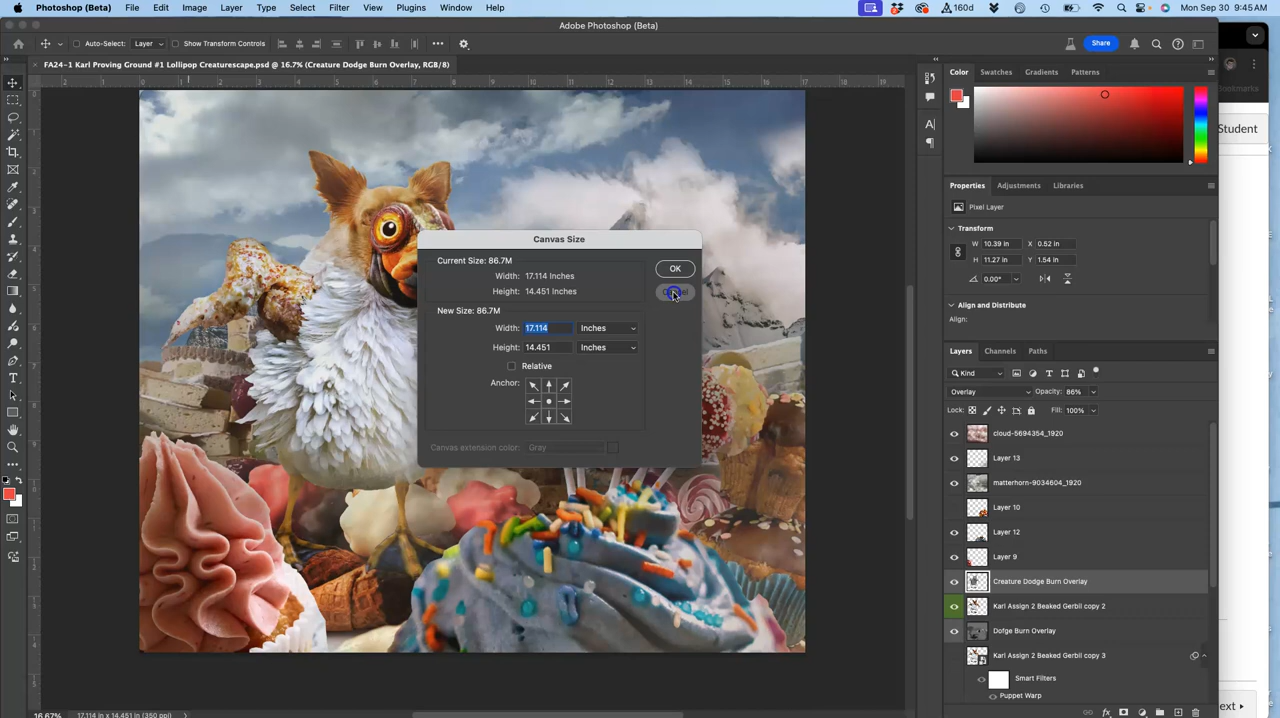 Photoshop (Beta) File Edit Image Layer Type Select Filter View Plugins Window Help 160d Mon Sep 30 9:45 AM
Adobe Photoshop (Beta)
Auto-Select: Layer Show Transform Controls Share
FA24-1 Karl Proving Ground #1 Lollipop Creaturescape.psd @ 16.7% (Creature Dodge Burn Overlay, RGB/8)
Color Swatches Gradients Patterns
Bookmarks
Student
Properties Adjustments Libraries
Pixel Layer
Transform
W 10.39 in X 0.52 in
H 11.27 in Y 1.54 in
0.00°
Align and Distribute
Align:
Canvas Size
Current Size: 86.7M
Width: 17.114 Inches
Height: 14.451 Inches
OK
New Size: 86.7M
Width: 17.114 Inches
Height: 14.451 Inches
Relative
Anchor:
Canvas extension color: Gray
Layers Channels Paths
Kind
Overlay Opacity: 86%
Lock: Fill: 100%
cloud-5694354_1920
Layer 13
matterhorn-9034604_1920
Layer 10
Layer 12
Layer 9
Creature Dodge Burn Overlay
Karl Assign 2 Beaked Gerbil copy 2
Dofge Burn Overlay
Karl Assign 2 Beaked Gerbil copy 3
Smart Filters
Puppet Warp
16.67% 17.114 in x 14.451 in (350 ppi)